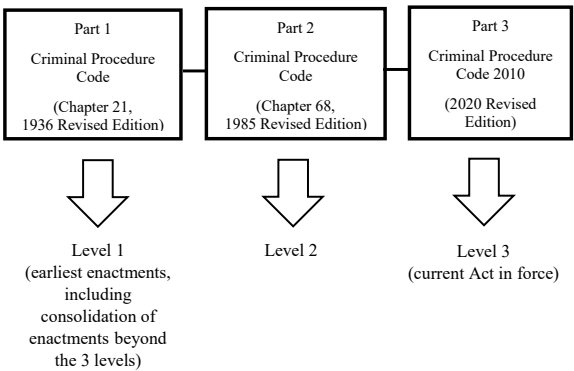 Part 1
Criminal Procedure
Code
(Chapter 21,
1936 Revised Edition)
Part 2
Criminal Procedure
Code
(Chapter 68,
1985 Revised Edition)
Part 3
Criminal Procedure
Code 2010
(2020 Revised
Edition)
Level 1
(earliest enactments,
including
consolidation of
enactments beyond
the 3 levels)
Level 2
Level 3
(current Act in force)